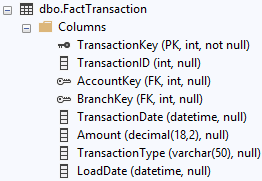 dbo.FactTransaction
Columns
TransactionKey (PK, int, not null)
TransactionID (int, null)
AccountKey (FK, int, null)
BranchKey (FK, int, null)
TransactionDate (datetime, null)
Amount (decimal(18,2), null)
TransactionType (varchar(50), null)
LoadDate (datetime, null)